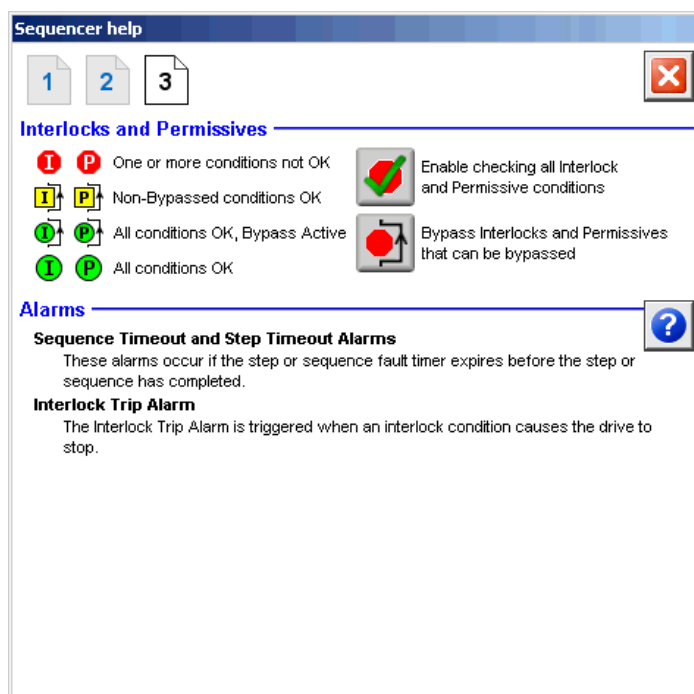 Sequencer help
1 2 3
Interlocks and Permissives
I P One or more conditions not OK
I P Non-Bypassed conditions OK
I P All conditions OK, Bypass Active
I P All conditions OK
Enable checking all Interlock
and Permissive conditions
Bypass Interlocks and Permissives
that can be bypassed
Alarms
?
Sequence Timeout and Step Timeout Alarms
These alarms occur if the step or sequence fault timer expires before the step or
sequence has completed.
Interlock Trip Alarm
The Interlock Trip Alarm is triggered when an interlock condition causes the drive to
stop.